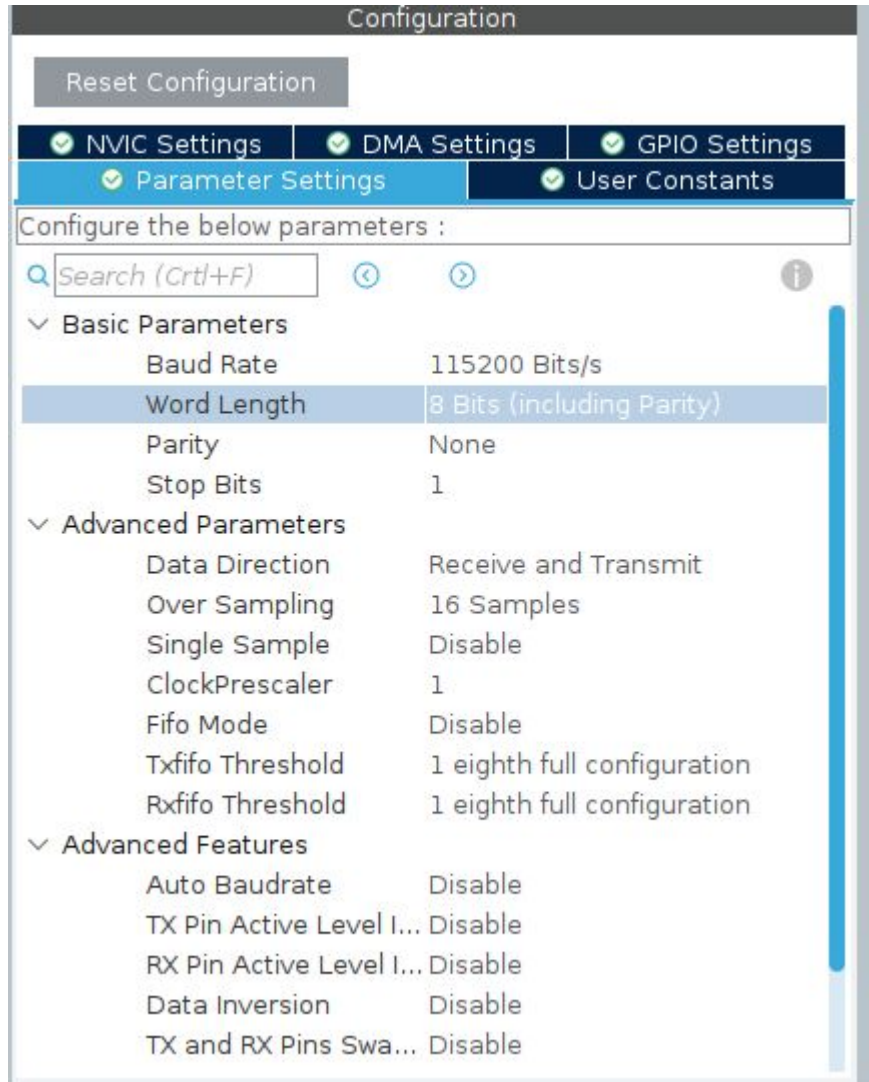 Configuration
Reset Configuration
NVIC Settings DMA Settings GPIO Settings
Parameter Settings User Constants
Configure the below parameters :
Search (Crtl+F)
Basic Parameters
Baud Rate 115200 Bits/s
Word Length 8 Bits (including Parity)
Parity None
Stop Bits 1
Advanced Parameters
Data Direction Receive and Transmit
Over Sampling 16 Samples
Single Sample Disable
ClockPrescaler 1
Fifo Mode Disable
Txfifo Threshold 1 eighth full configuration
Rxfifo Threshold 1 eighth full configuration
Advanced Features
Auto Baudrate Disable
TX Pin Active Level I... Disable
RX Pin Active Level I... Disable
Data Inversion Disable
TX and RX Pins Swa... Disable